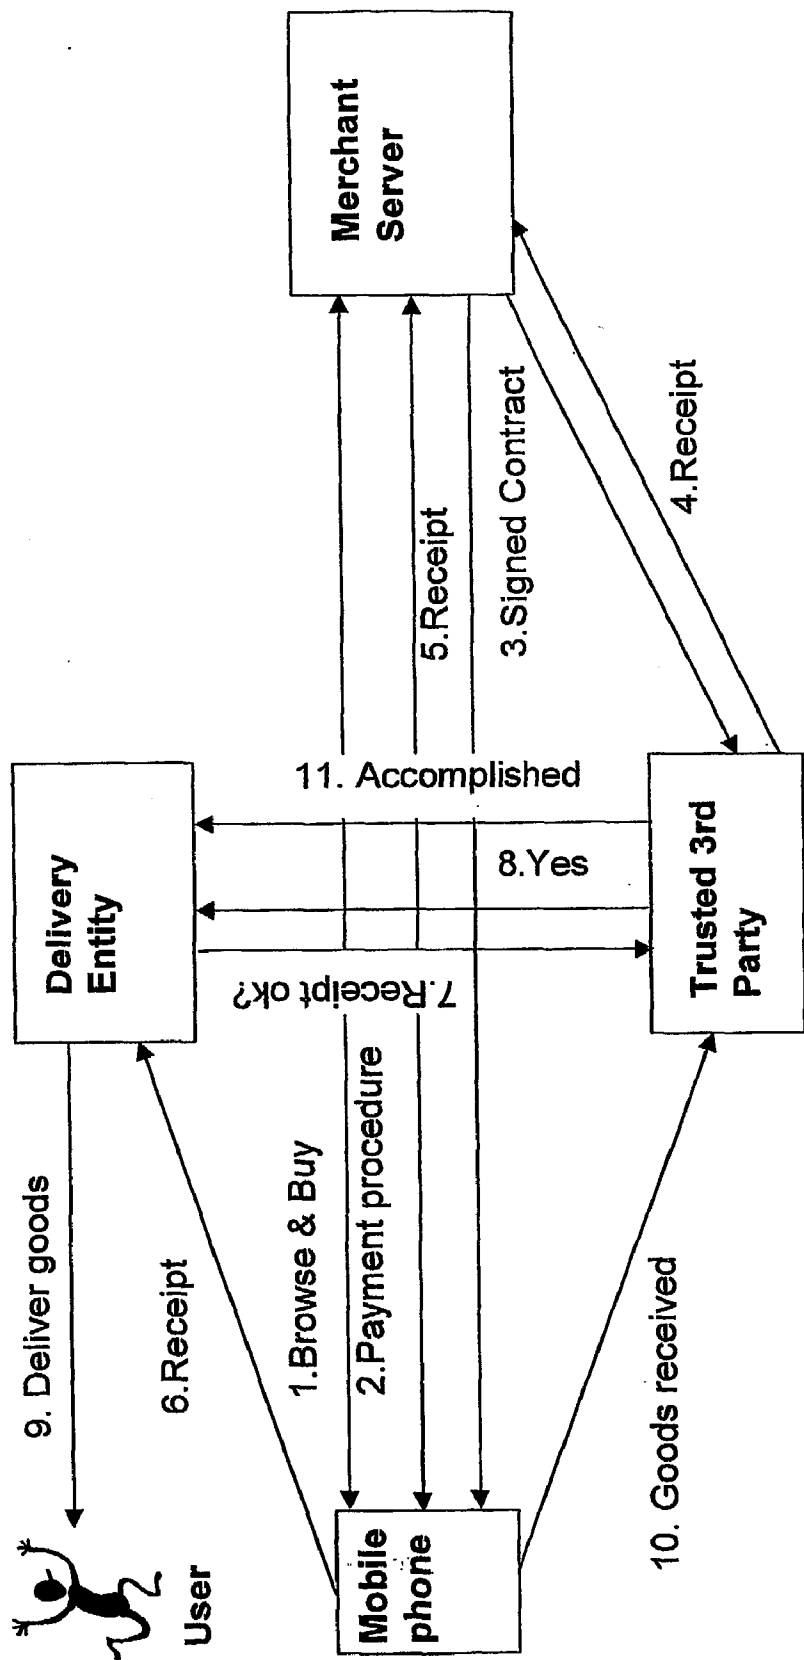 User
9. Deliver goods
Delivery
Entity
6.Receipt
1.Browse & Buy
2.Payment procedure
7.Receipt ok?
8.Yes
11. Accomplished
5.Receipt
3.Signed Contract
4.Receipt
Merchant
Server
Mobile
phone
10. Goods received
Trusted 3rd
Party